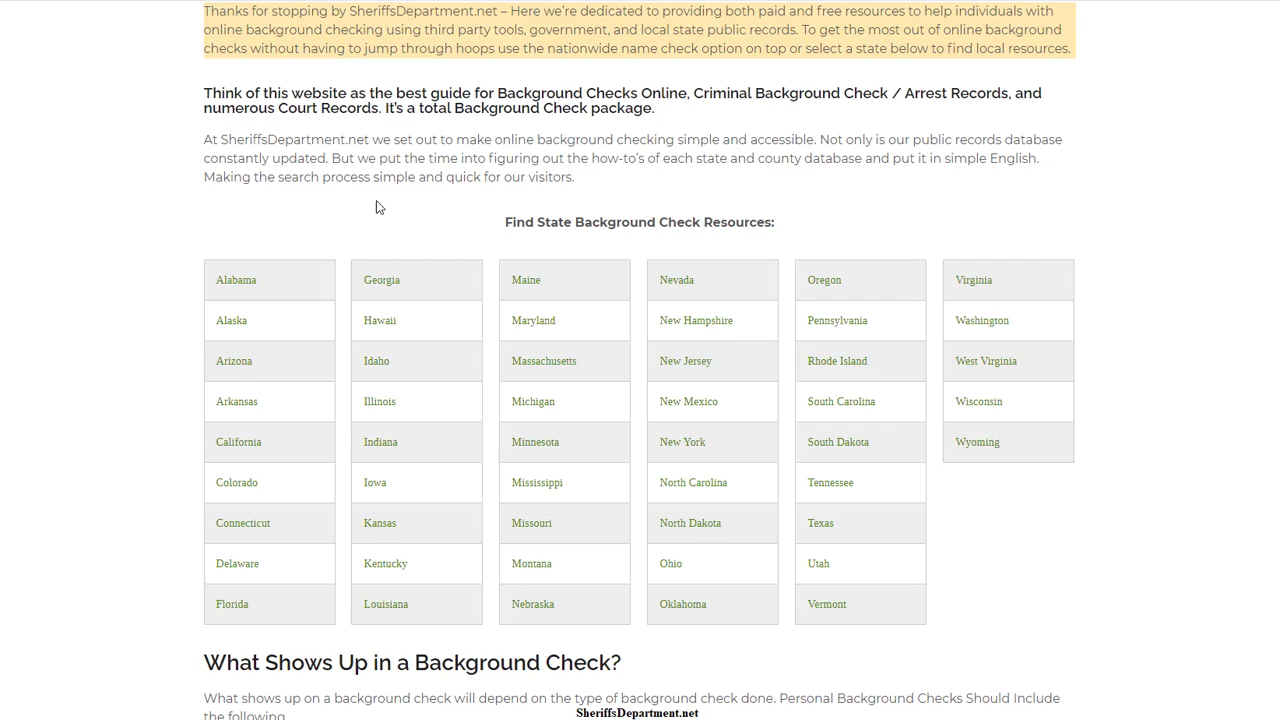 Thanks for stopping by SheriffsDepartment.net – Here we're dedicated to providing both paid and free resources to help individuals with
online background checking using third party tools, government, and local state public records. To get the most out of online background
checks without having to jump through hoops use the nationwide name check option on top or select a state below to find local resources.
Think of this website as the best guide for Background Checks Online, Criminal Background Check / Arrest Records, and
numerous Court Records. It's a total Background Check package.
At SheriffsDepartment.net we set out to make online background checking simple and accessible. Not only is our public records database
constantly updated. But we put the time into figuring out the how-to's of each state and county database and put it in simple English.
Making the search process simple and quick for our visitors.
Find State Background Check Resources:
Alabama Georgia Maine Nevada Oregon Virginia
Alaska Hawaii Maryland New Hampshire Pennsylvania Washington
Arizona Idaho Massachusetts New Jersey Rhode Island West Virginia
Arkansas Illinois Michigan New Mexico South Carolina Wisconsin
California Indiana Minnesota New York South Dakota Wyoming
Colorado Iowa Mississippi North Carolina Tennessee
Connecticut Kansas Missouri North Dakota Texas
Delaware Kentucky Montana Ohio Utah
Florida Louisiana Nebraska Oklahoma Vermont
What Shows Up in a Background Check?
What shows up on a background check will depend on the type of background check done. Personal Background Checks Should Include
the following
SheriffsDepartment.net